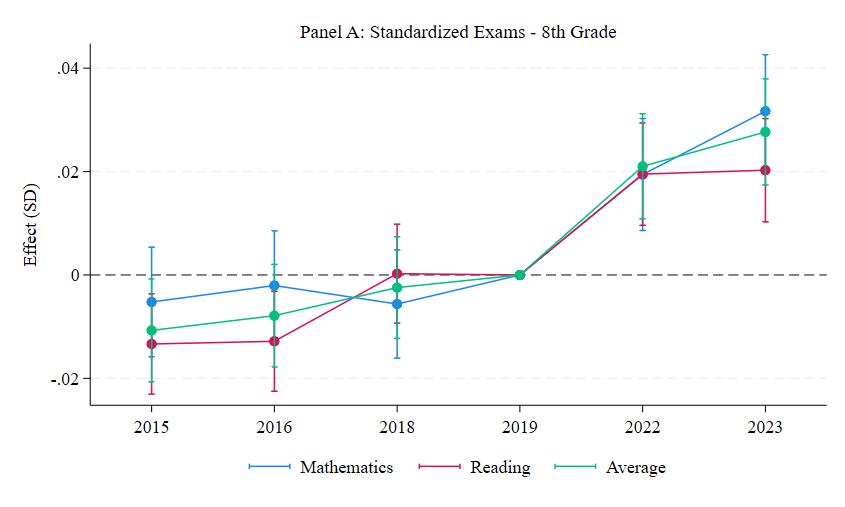 Panel A: Standardized Exams - 8th Grade
Effect (SD)
.04
.02
0
-.02
2015 2016 2018 2019 2022 2023
Mathematics Reading Average